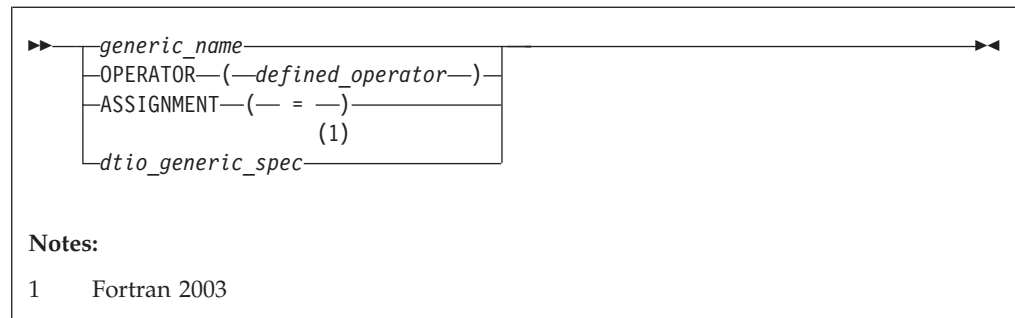 generic_name
OPERATOR ( defined_operator )
ASSIGNMENT ( = )
(1)
dtio_generic_spec
Notes:
1 Fortran 2003